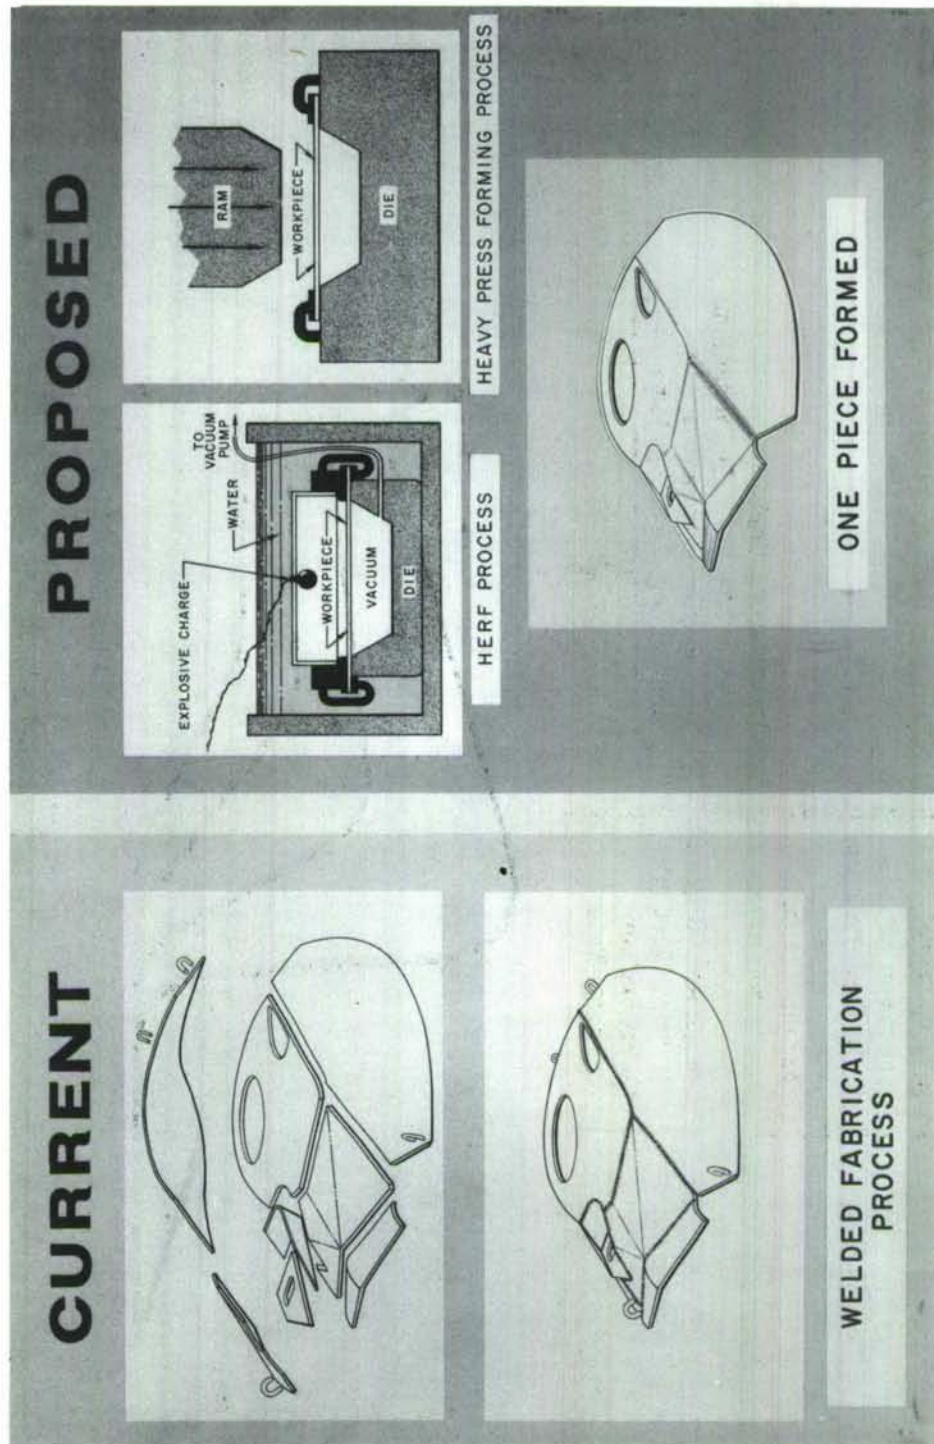 CURRENT
WELDED FABRICATION
PROCESS
PROPOSED
EXPLOSIVE CHARGE
WATER
TO
VACUUM
PUMP
WORKPIECE
VACUUM
DIE
HERF PROCESS
RAM
WORKPIECE
DIE
HEAVY PRESS FORMING PROCESS
ONE PIECE FORMED